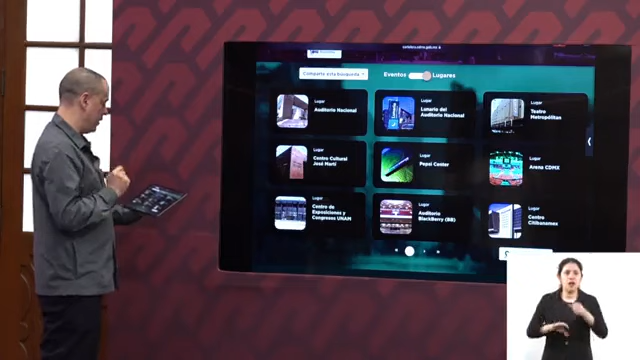 Comparte esta búsqueda
Eventos Lugares
Lugar
Auditorio Nacional
Lugar
Lunario del
Auditorio Nacional
Lugar
Teatro
Metropólitan
Lugar
Centro Cultural
José Martí
Lugar
Pepsi Center
Lugar
Arena CDMX
Lugar
Centro de
Exposiciones y
Congresos UNAM
Lugar
Auditorio
BlackBerry (BB)
Lugar
Centro
Citibanamex